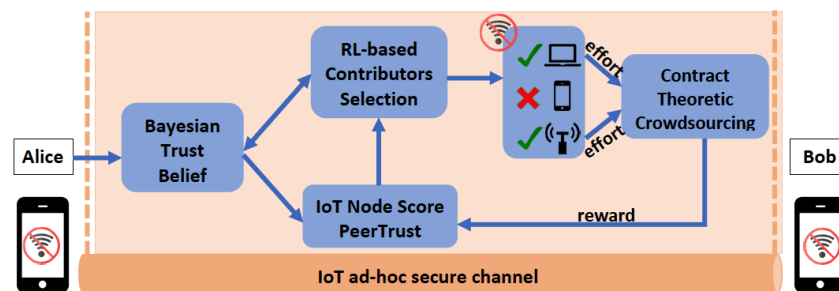 RL-based
Contributors
Selection
effort
effort
Contract
Theoretic
Crowdsourcing
Alice
Bayesian
Trust
Belief
Bob
IoT Node Score
PeerTrust
reward
IoT ad-hoc secure channel